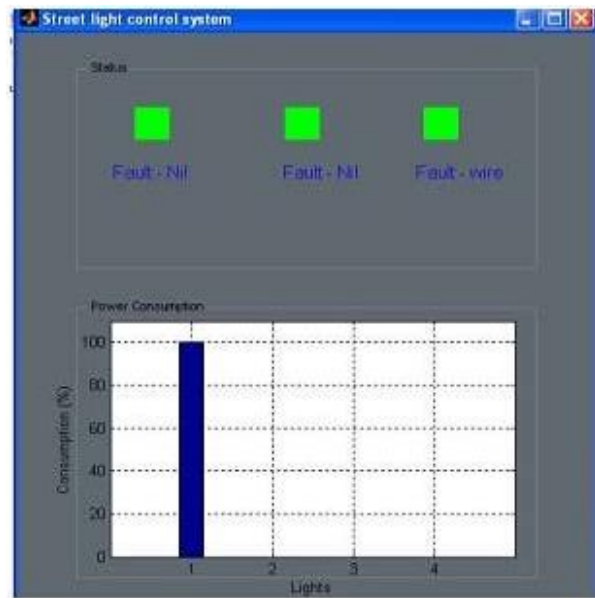 Street light control system
Status
Fault - Nil Fault - Nil Fault - wire
Power Consumption
100
80
60
40
20
0
Consumption (%)
1 2 3 4
Lights